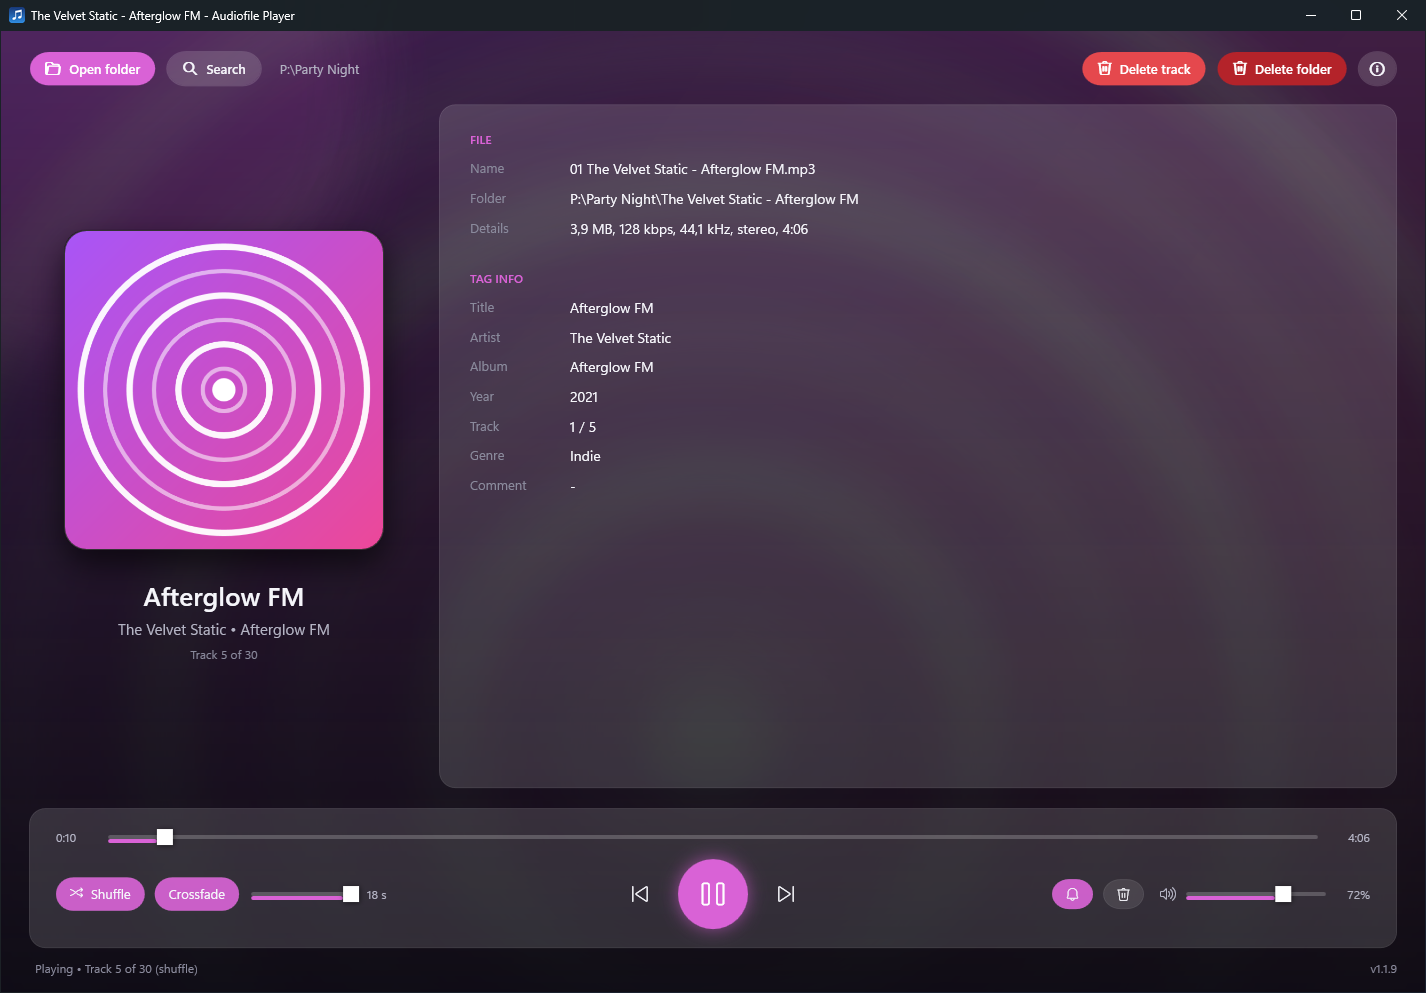 The Velvet Static - Afterglow FM - Audiofile Player
Open folder
Search
P:\Party Night
Delete track
Delete folder
FILE
Name 01 The Velvet Static - Afterglow FM.mp3
Folder P:\Party Night\The Velvet Static - Afterglow FM
Details 3,9 MB, 128 kbps, 44,1 kHz, stereo, 4:06
TAG INFO
Title Afterglow FM
Artist The Velvet Static
Album Afterglow FM
Year 2021
Track 1 / 5
Genre Indie
Comment -
Afterglow FM
The Velvet Static • Afterglow FM
Track 5 of 30
0:10
4:06
Shuffle
Crossfade
18 s
72%
Playing • Track 5 of 30 (shuffle)
v1.1.9